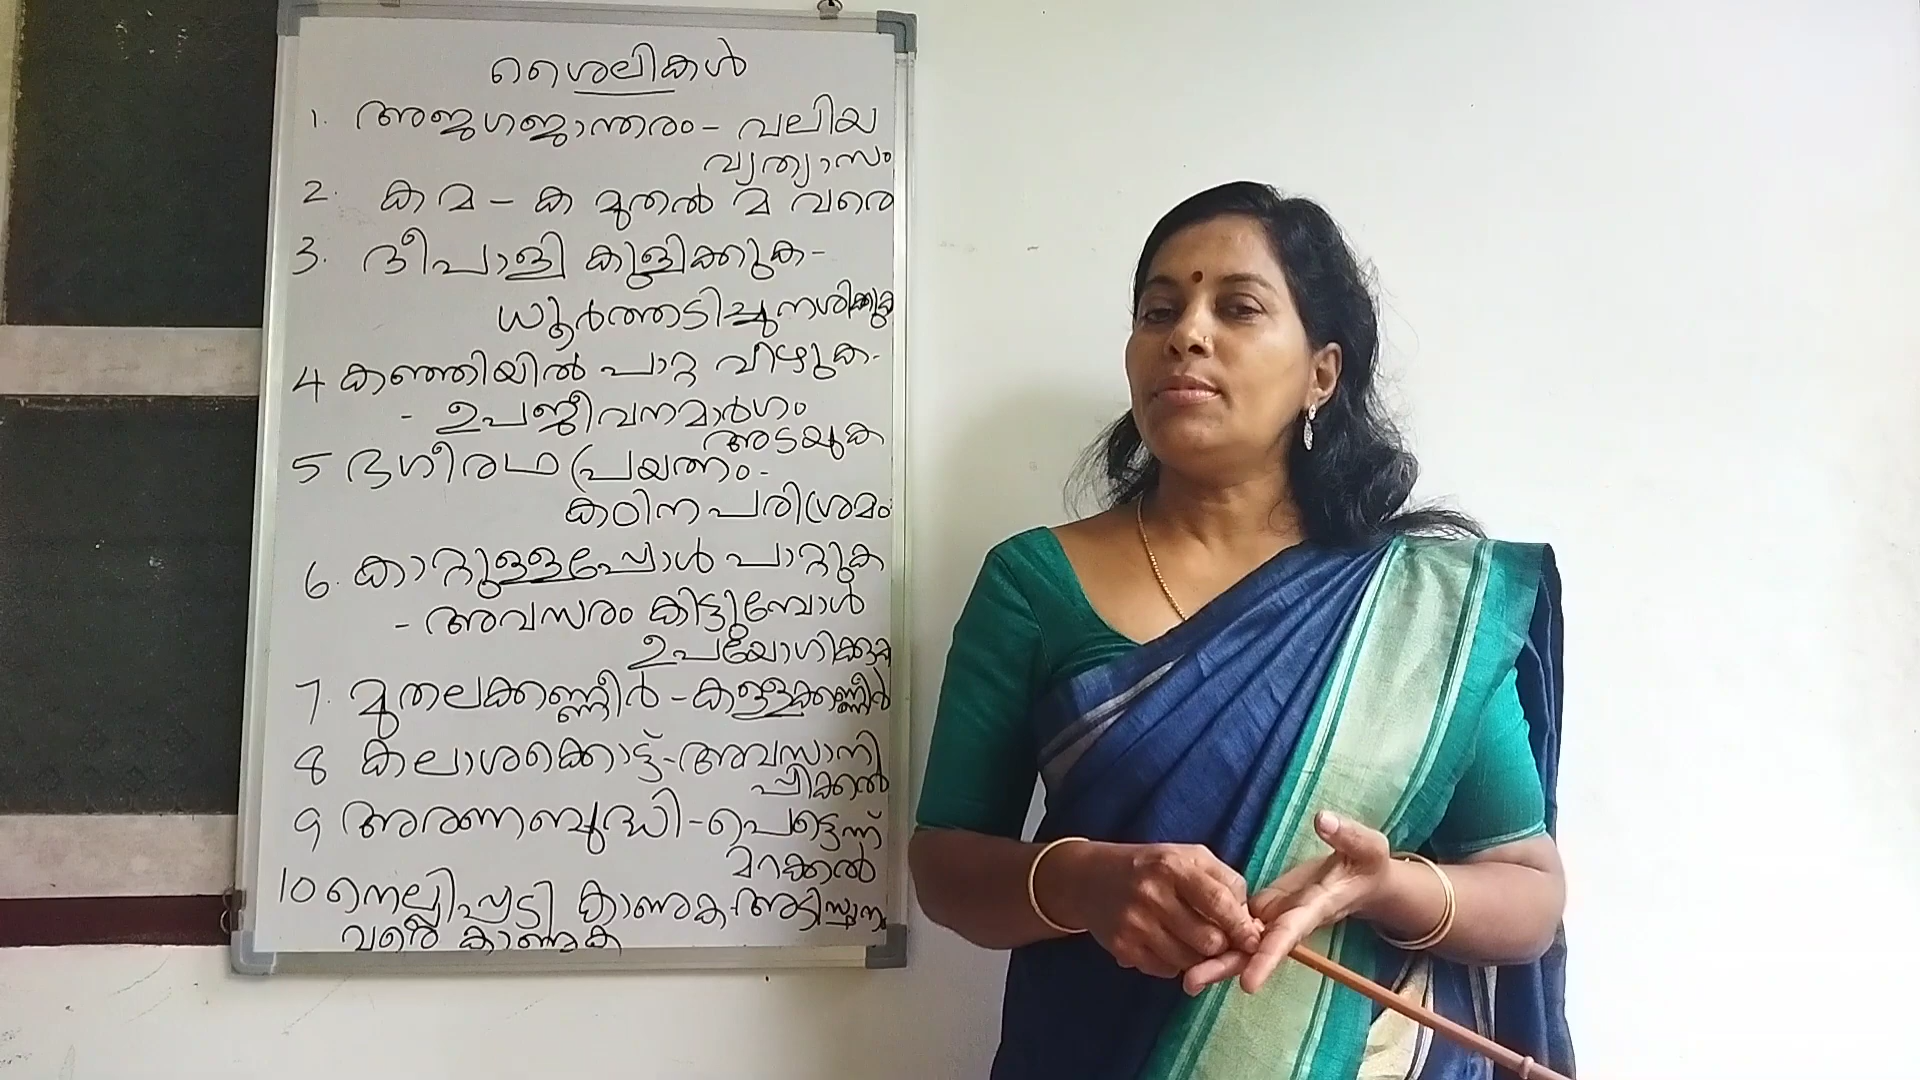 ശൈലികൾ
1. അജഗജാന്തരം - വലിയ
വ്യത്യാസം
2. ക മ - ക മുതൽ മ വരെ
3. ദീപാളി കുളിക്കുക -
ധൂർത്തടിച്ചു നശിക്കുക
4 കഞ്ഞിയിൽ പാറ്റ വീഴുക -
- ഉപജീവനമാർഗം
അടയുക
5 ഭഗീരഥപ്രയത്നം -
കഠിന പരിശ്രമം
6. കാറ്റുള്ളപ്പോൾ പാറ്റുക
- അവസരം കിട്ടുമ്പോൾ
ഉപയോഗിക്കുക
7. മുതലക്കണ്ണീർ - കള്ളക്കണ്ണീർ
8 കലാശക്കൊട്ട് - അവസാനി
പ്പിക്കൽ
9 അരണബുദ്ധി - പെട്ടെന്ന്
മറക്കൽ
10 നെല്ലിപ്പടി കാണുക - അടിസ്ഥാനം
വരെ കാണുക